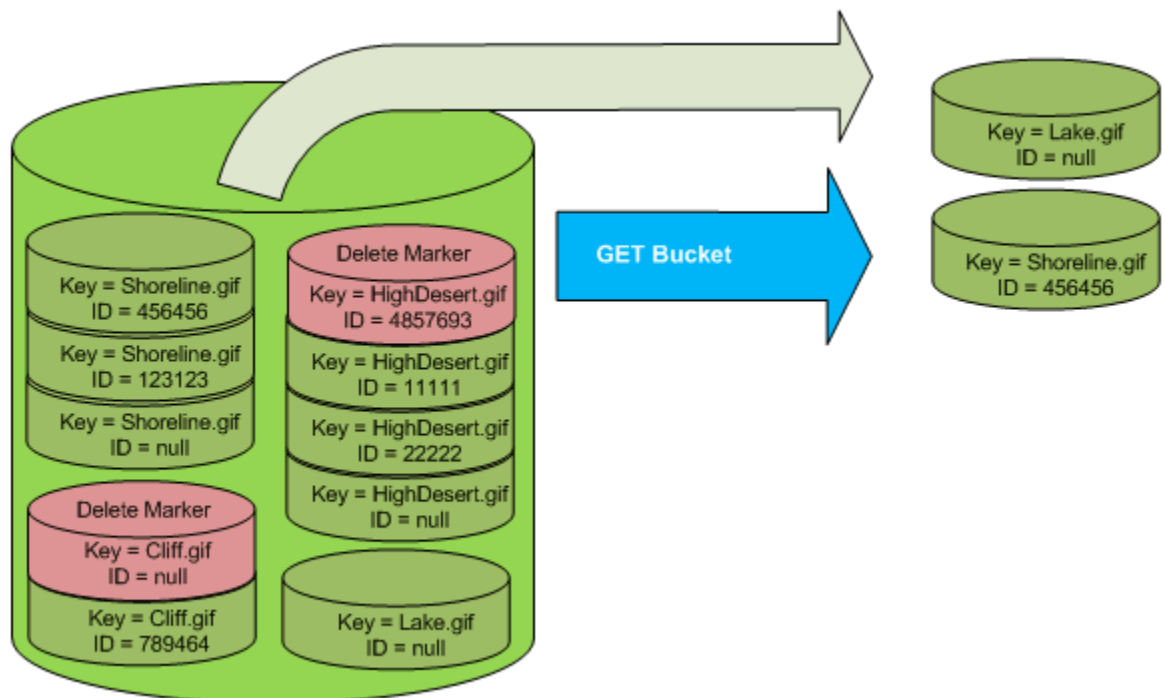 Key = Lake.gif
ID = null
GET Bucket
Key = Shoreline.gif
ID = 456456
Key = Shoreline.gif
ID = 456456
Key = Shoreline.gif
ID = 123123
Key = Shoreline.gif
ID = null
Delete Marker
Key = HighDesert.gif
ID = 4857693
Key = HighDesert.gif
ID = 11111
Key = HighDesert.gif
ID = 22222
Key = HighDesert.gif
ID = null
Delete Marker
Key = Cliff.gif
ID = null
Key = Cliff.gif
ID = 789464
Key = Lake.gif
ID = null